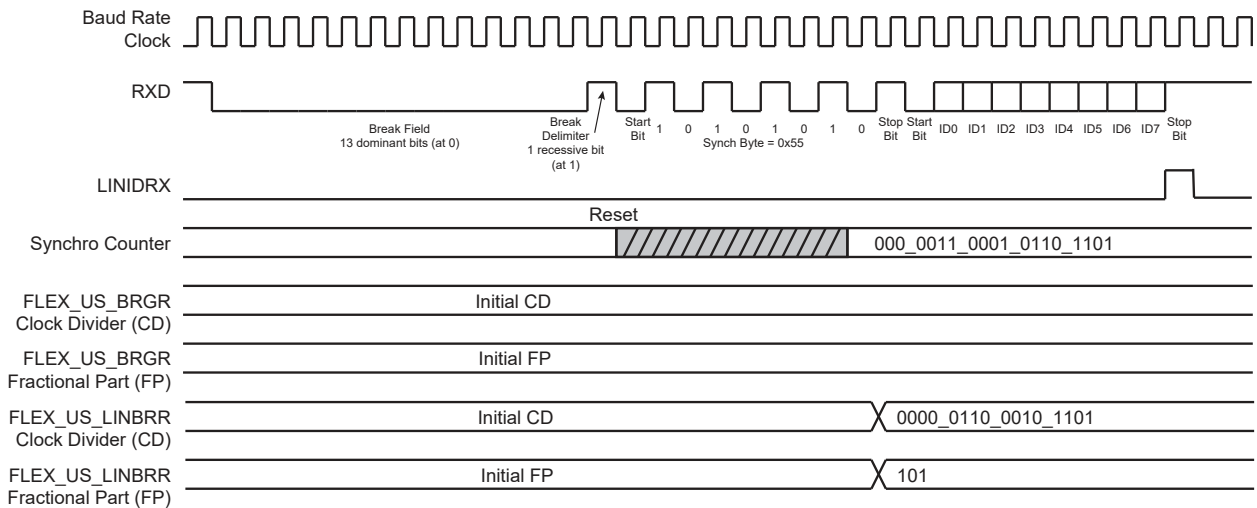 Baud Rate
Clock
RXD
Break Field
13 dominant bits (at 0)
Break
Delimiter
1 recessive bit
(at 1)
Start
Bit
1 0 1 0 1 0 1 0
Synch Byte = 0x55
Stop
Bit
Start
Bit
ID0 ID1 ID2 ID3 ID4 ID5 ID6 ID7
Stop
Bit
LINIDRX
Reset
Synchro Counter
000_0011_0001_0110_1101
FLEX_US_BRGR
Clock Divider (CD)
Initial CD
FLEX_US_BRGR
Fractional Part (FP)
Initial FP
FLEX_US_LINBRR
Clock Divider (CD)
Initial CD
0000_0110_0010_1101
FLEX_US_LINBRR
Fractional Part (FP)
Initial FP
101